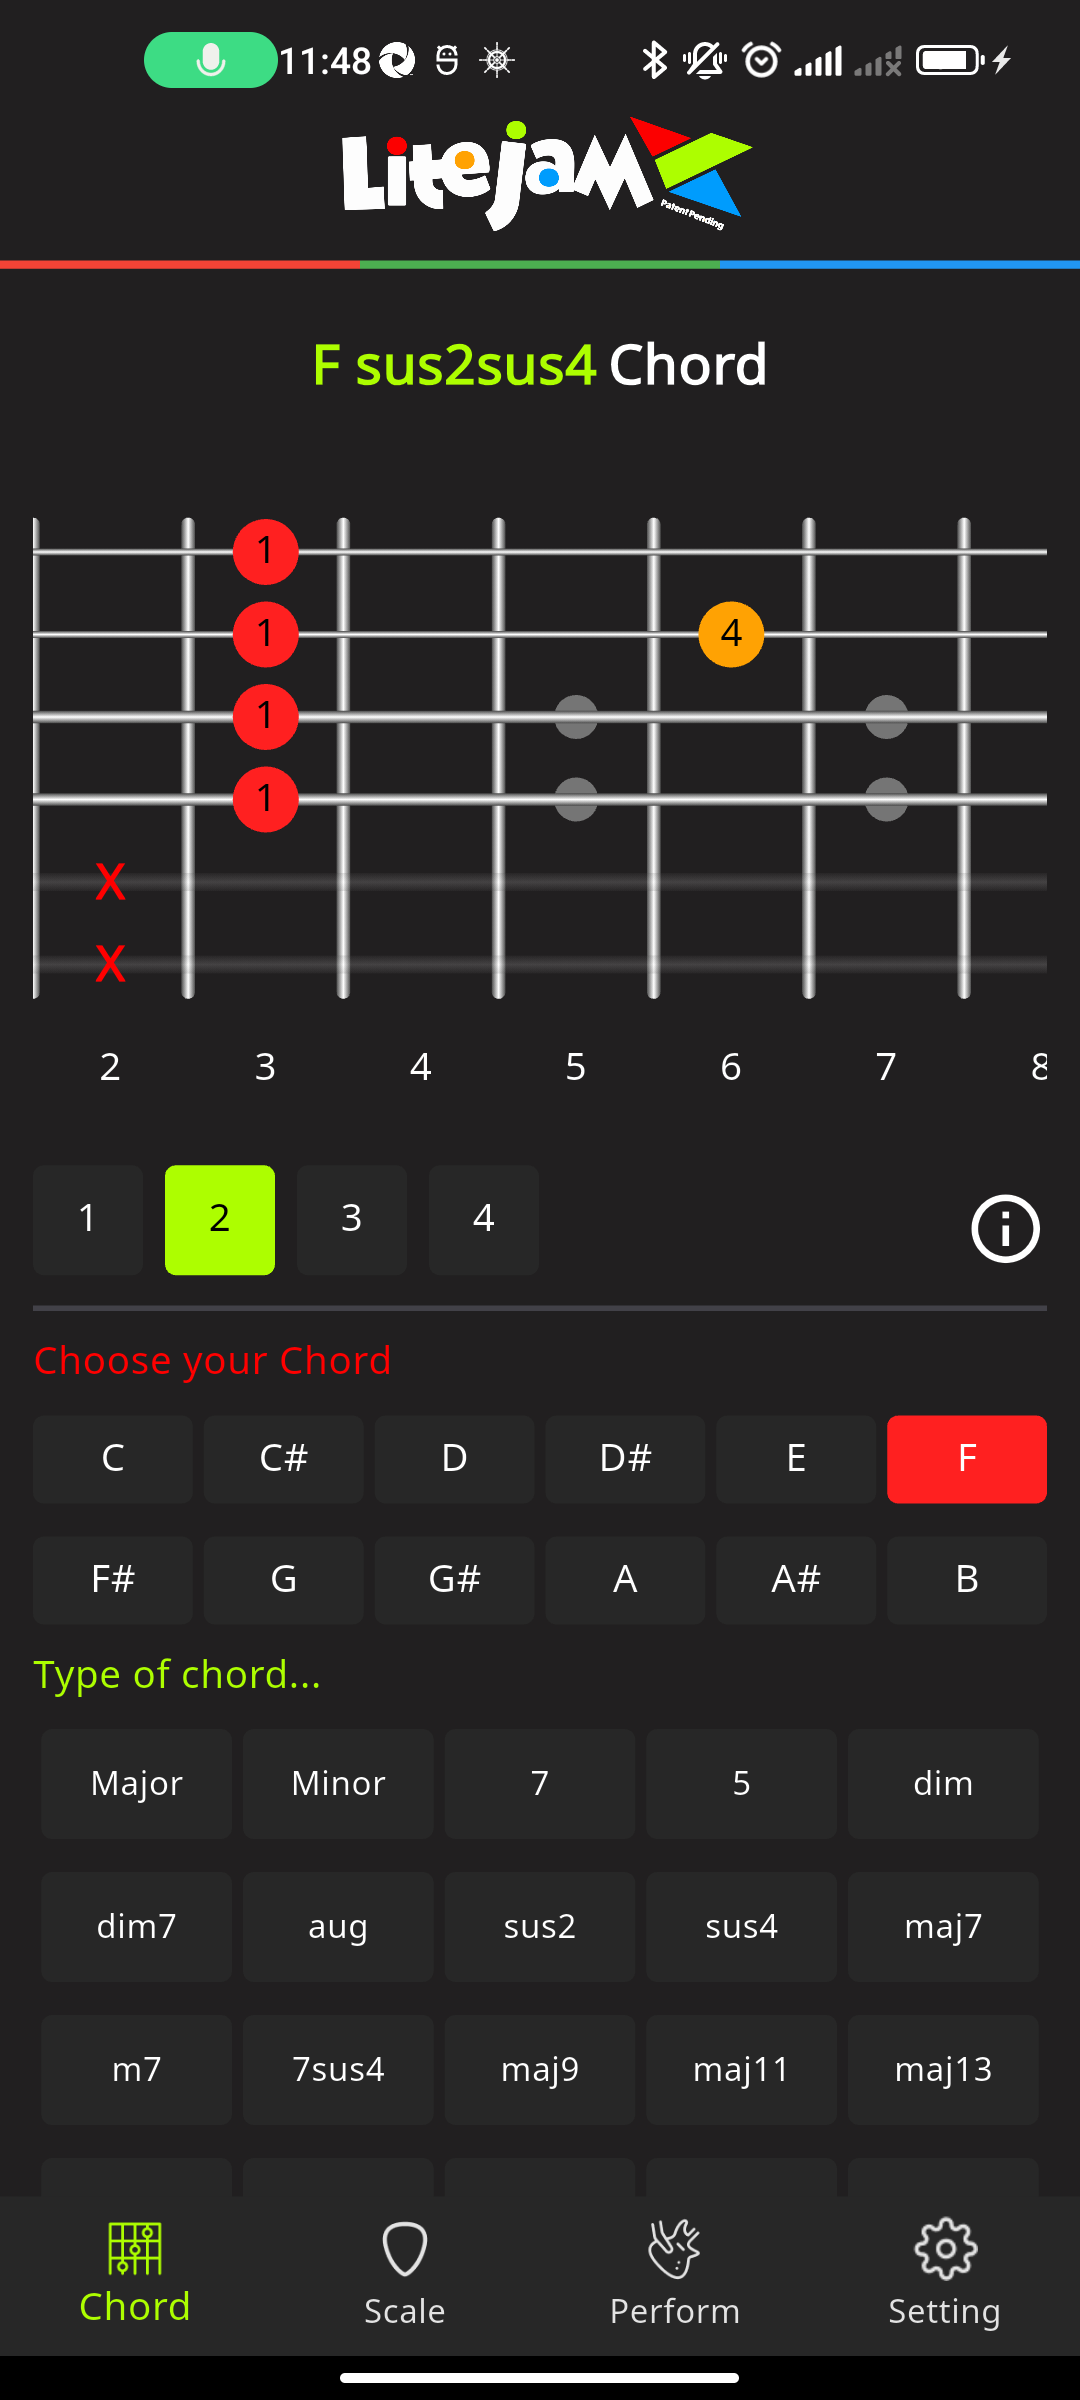 11:48
Litejam
Patent Pending
F sus2sus4 Chord
1
1 4
1
1
X
X
2 3 4 5 6 7 8
1 2 3 4
Choose your Chord
C C# D D# E F
F# G G# A A# B
Type of chord...
Major Minor 7 5 dim
dim7 aug sus2 sus4 maj7
m7 7sus4 maj9 maj11 maj13
Chord Scale Perform Setting